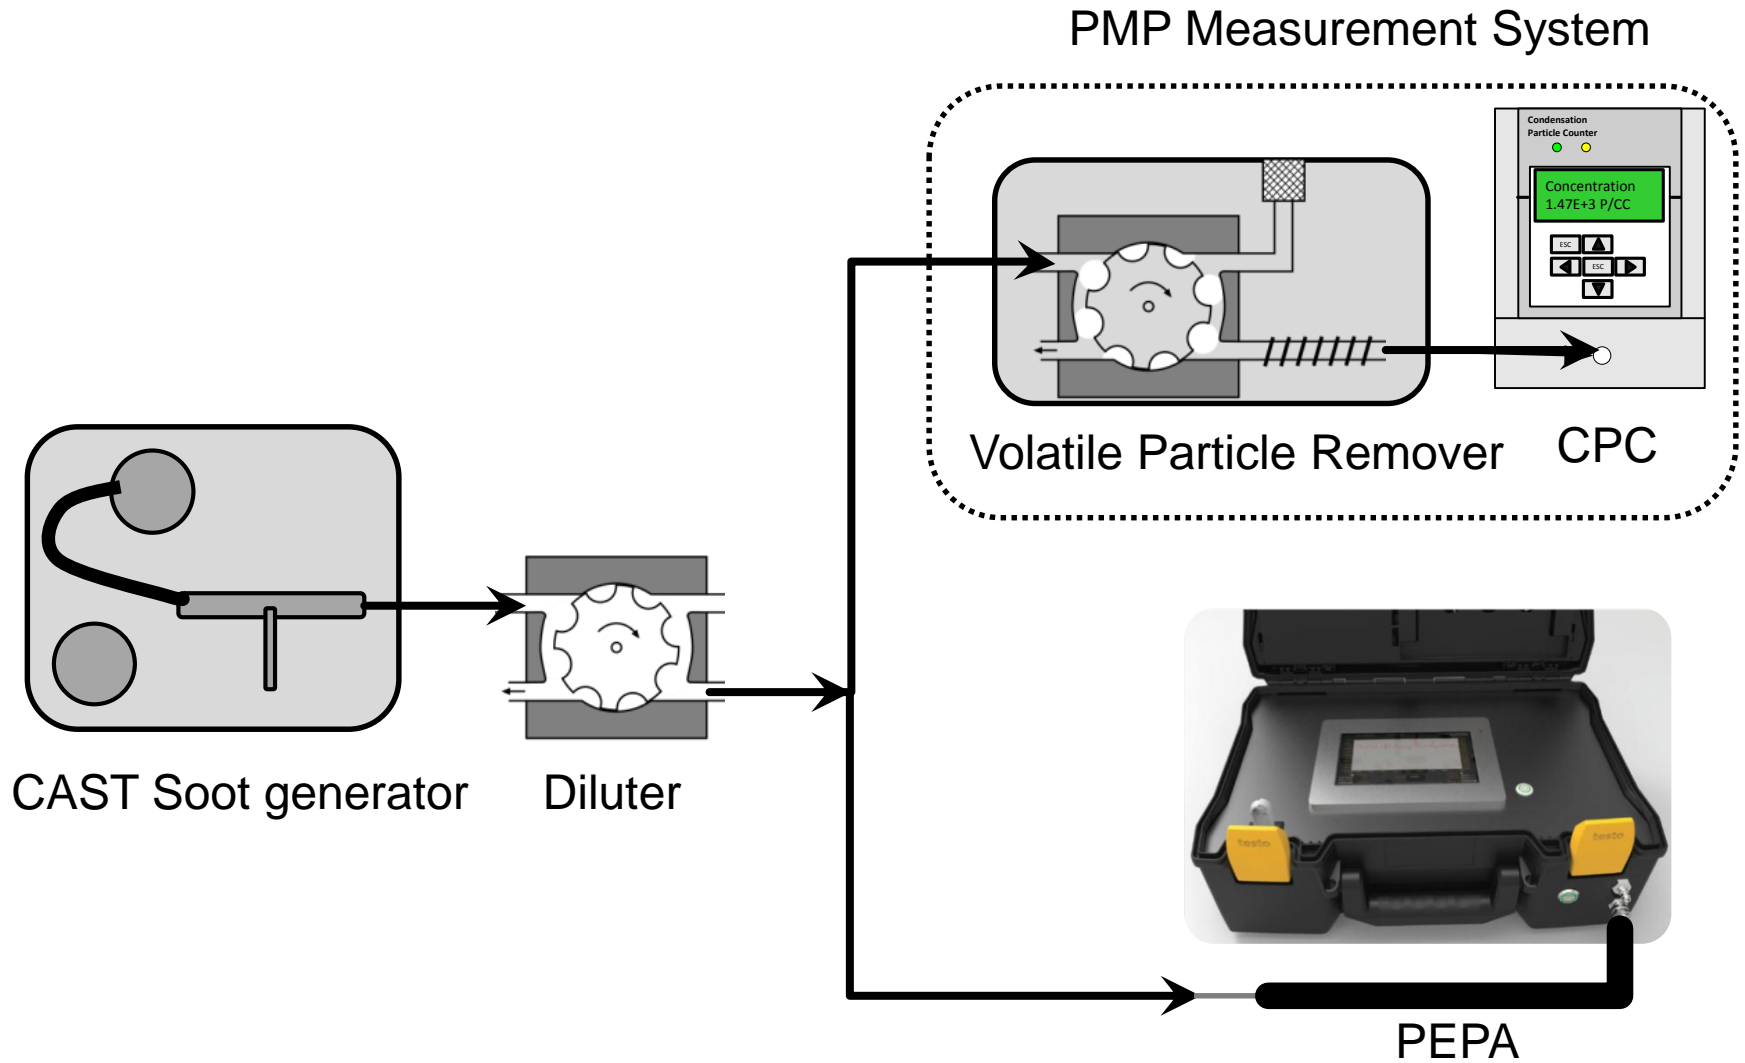 PMP Measurement System
Condensation
Particle Counter
Concentration
1.47E+3 P/CC
ESC
ESC
Volatile Particle Remover
CPC
CAST Soot generator
Diluter
testo
testo
PEPA